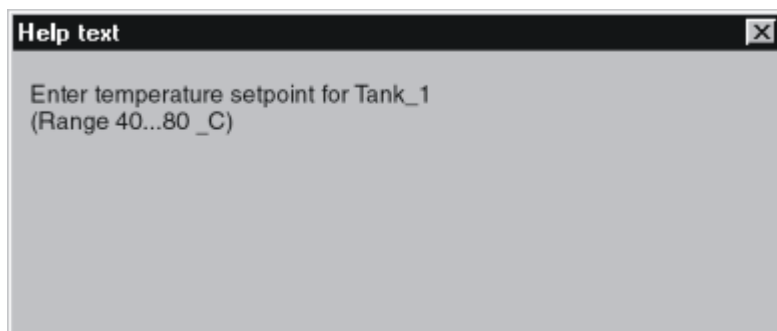 Help text
Enter temperature setpoint for Tank_1
(Range 40...80 _C)